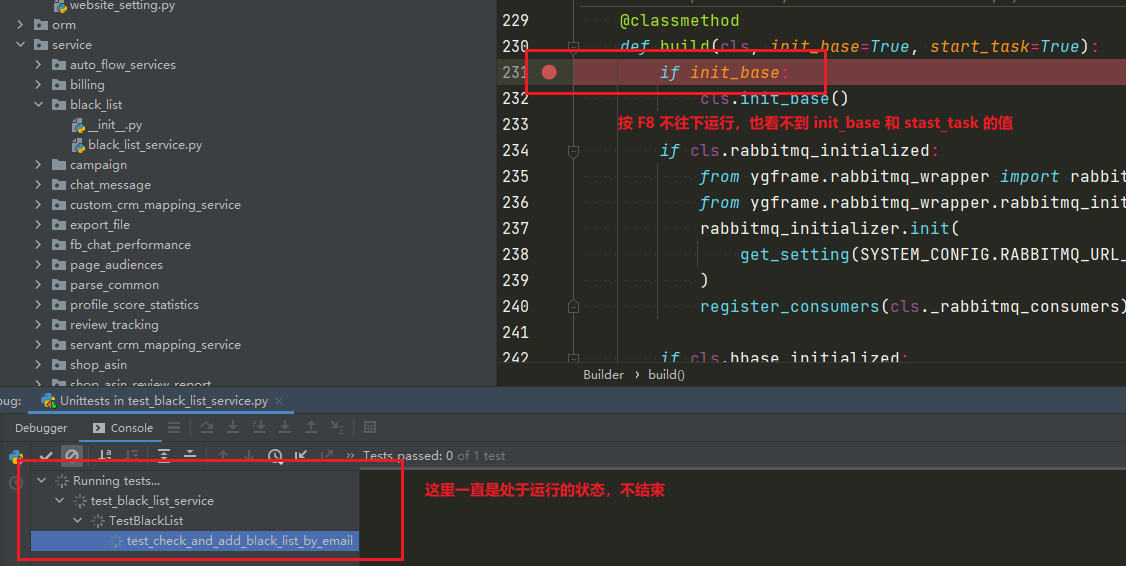 website_setting.py
orm
service
auto_flow_services
billing
black_list
__init__.py
black_list_service.py
campaign
chat_message
custom_crm_mapping_service
export_file
fb_chat_performance
page_audiences
parse_common
profile_score_statistics
review_tracking
servant_crm_mapping_service
shop_asin
shop_asin_review_report
229 @classmethod
230 def build(cls, init_base=True, start_task=True):
231 if init_base:
232 cls.init_base()
233 按 F8 不往下运行，也看不到 init_base 和 stast_task 的值
234 if cls.rabbitmq_initialized:
235 from ygframe.rabbitmq_wrapper import rabbit
236 from ygframe.rabbitmq_wrapper.rabbitmq_init
237 rabbitmq_initializer.init(
238 get_setting(SYSTEM_CONFIG.RABBITMQ_URL_
239 )
240 register_consumers(cls._rabbitmq_consumers)
241
242 if cls.hbase_initialized:
Builder › build()
bug: Unittests in test_black_list_service.py ×
Debugger Console
Tests passed: 0 of 1 test
Running tests...
test_black_list_service
TestBlackList
test_check_and_add_black_list_by_email
这里一直是处于运行的状态，不结束